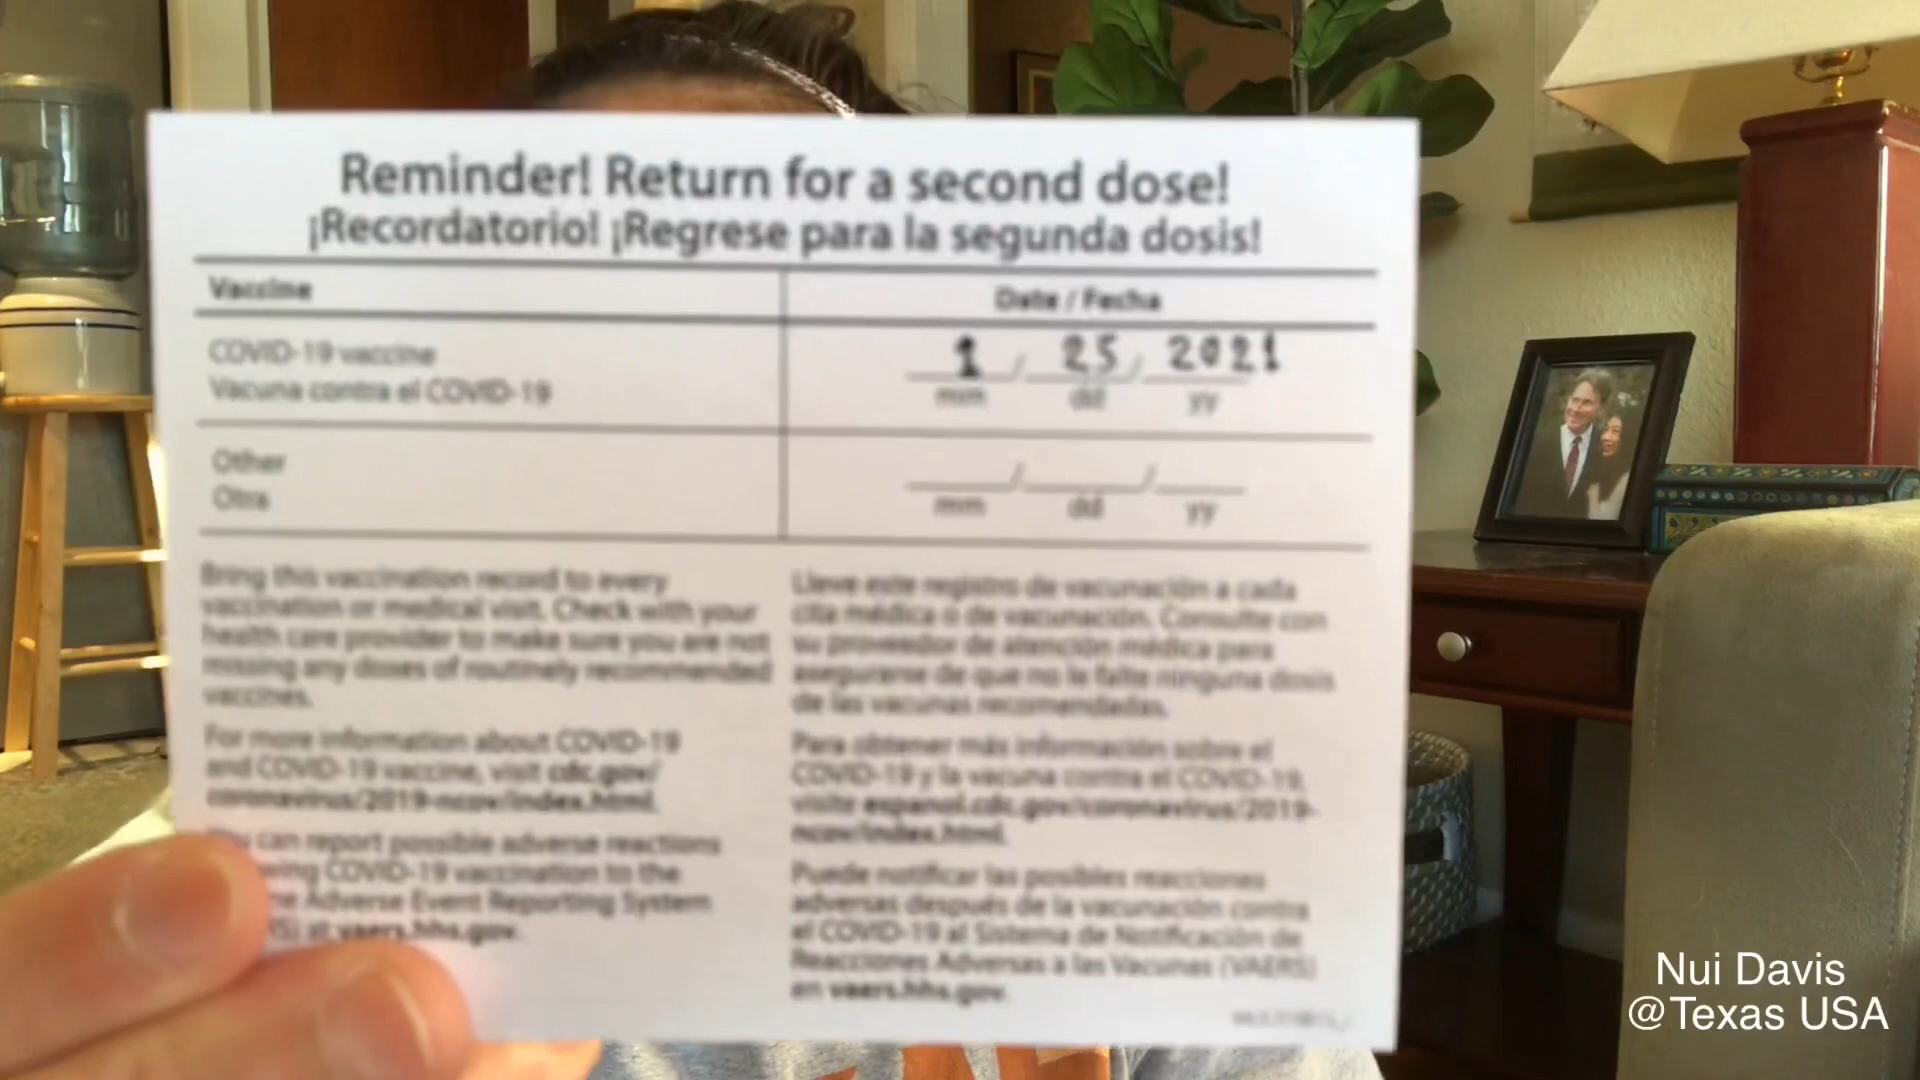 Reminder! Return for a second dose!
¡Recordatorio! ¡Regrese para la segunda dosis!
Vaccine
Date / Fecha
COVID-19 vaccine
Vacuna contra el COVID-19
1 / 25 / 2021
mm dd yy
Other
Otra
/ /
mm dd yy
Bring this vaccination record to every
vaccination or medical visit. Check with your
health care provider to make sure you are not
missing any doses of routinely recommended
vaccines.
For more information about COVID-19
and COVID-19 vaccine, visit cdc.gov/
coronavirus/2019-ncov/index.html.
can report possible adverse reactions
COVID-19 vaccination to the
Adverse Event Reporting System
at vaers.hhs.gov.
Lleve este registro de vacunación a cada
cita médica o de vacunación. Consulte con
su proveedor de atención médica para
asegurarse de que no le falte ninguna dosis
de las vacunas recomendadas.
Para obtener más información sobre el
COVID-19 y la vacuna contra el COVID-19,
visite espanol.cdc.gov/coronavirus/2019-
ncov/index.html.
Puede notificar las posibles reacciones
adversas después de la vacunación contra
el COVID-19 al Sistema de Notificación de
Reacciones Adversas a las Vacunas (VAERS)
en vaers.hhs.gov.
Nui Davis
@Texas USA